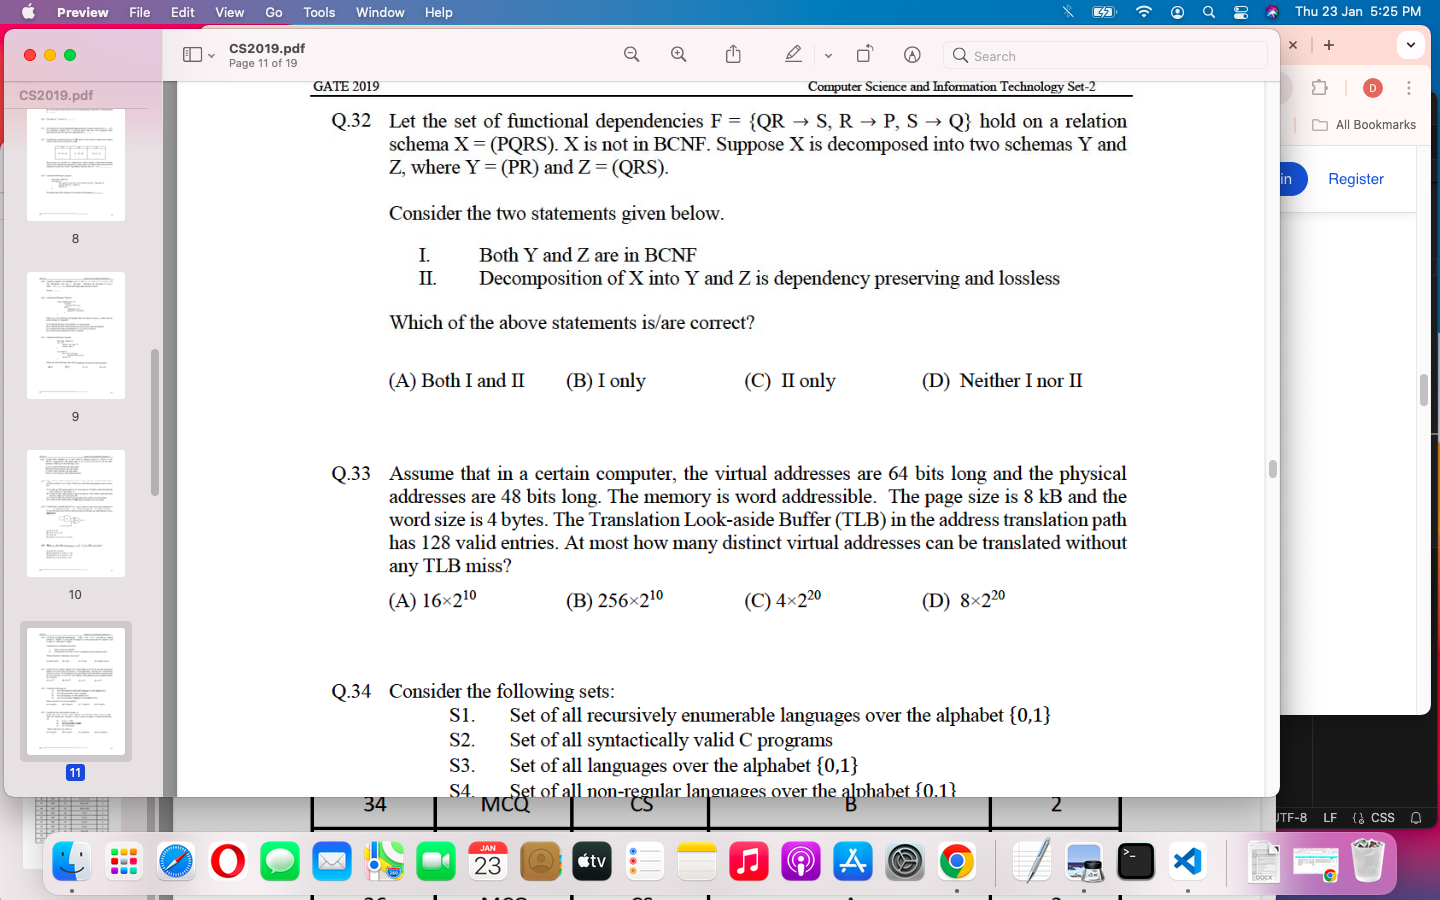 Preview File Edit View Go Tools Window Help
Thu 23 Jan 5:25 PM
CS2019.pdf
Page 11 of 19
Search
CS2019.pdf
8
9
10
11
D
All Bookmarks
in
Register
GATE 2019 Computer Science and Information Technology Set-2
Q.32 Let the set of functional dependencies F = {QR → S, R → P, S → Q} hold on a relation
schema X = (PQRS). X is not in BCNF. Suppose X is decomposed into two schemas Y and
Z, where Y = (PR) and Z = (QRS).
Consider the two statements given below.
I. Both Y and Z are in BCNF
II. Decomposition of X into Y and Z is dependency preserving and lossless
Which of the above statements is/are correct?
(A) Both I and II (B) I only (C) II only (D) Neither I nor II
Q.33 Assume that in a certain computer, the virtual addresses are 64 bits long and the physical
addresses are 48 bits long. The memory is word addressible. The page size is 8 kB and the
word size is 4 bytes. The Translation Look-aside Buffer (TLB) in the address translation path
has 128 valid entries. At most how many distinct virtual addresses can be translated without
any TLB miss?
(A) 16×2¹⁰ (B) 256×2¹⁰ (C) 4×2²⁰ (D) 8×2²⁰
Q.34 Consider the following sets:
S1. Set of all recursively enumerable languages over the alphabet {0,1}
S2. Set of all syntactically valid C programs
S3. Set of all languages over the alphabet {0,1}
S4. Set of all non-regular languages over the alphabet {0,1}
34 MCQ CS B 2
UTF-8 LF {} CSS
JAN
23
tv
280
DOCX